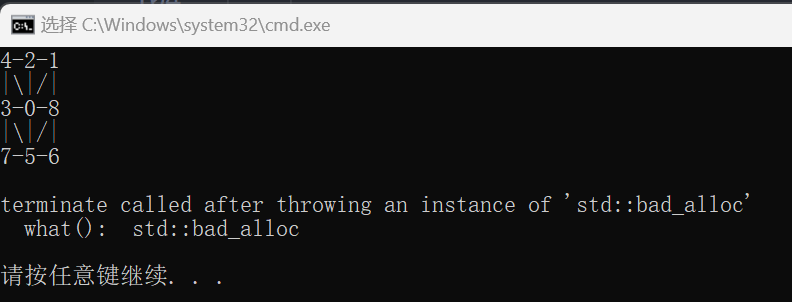 选择 C:\Windows\system32\cmd.exe
4-2-1
|\|/|
3-0-8
|\|/|
7-5-6
terminate called after throwing an instance of 'std::bad_alloc'
  what():  std::bad_alloc
请按任意键继续. . .